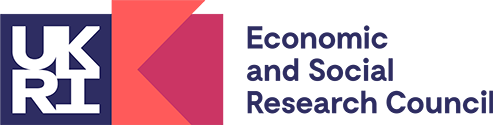 UK
RI
Economic
and Social
Research Council